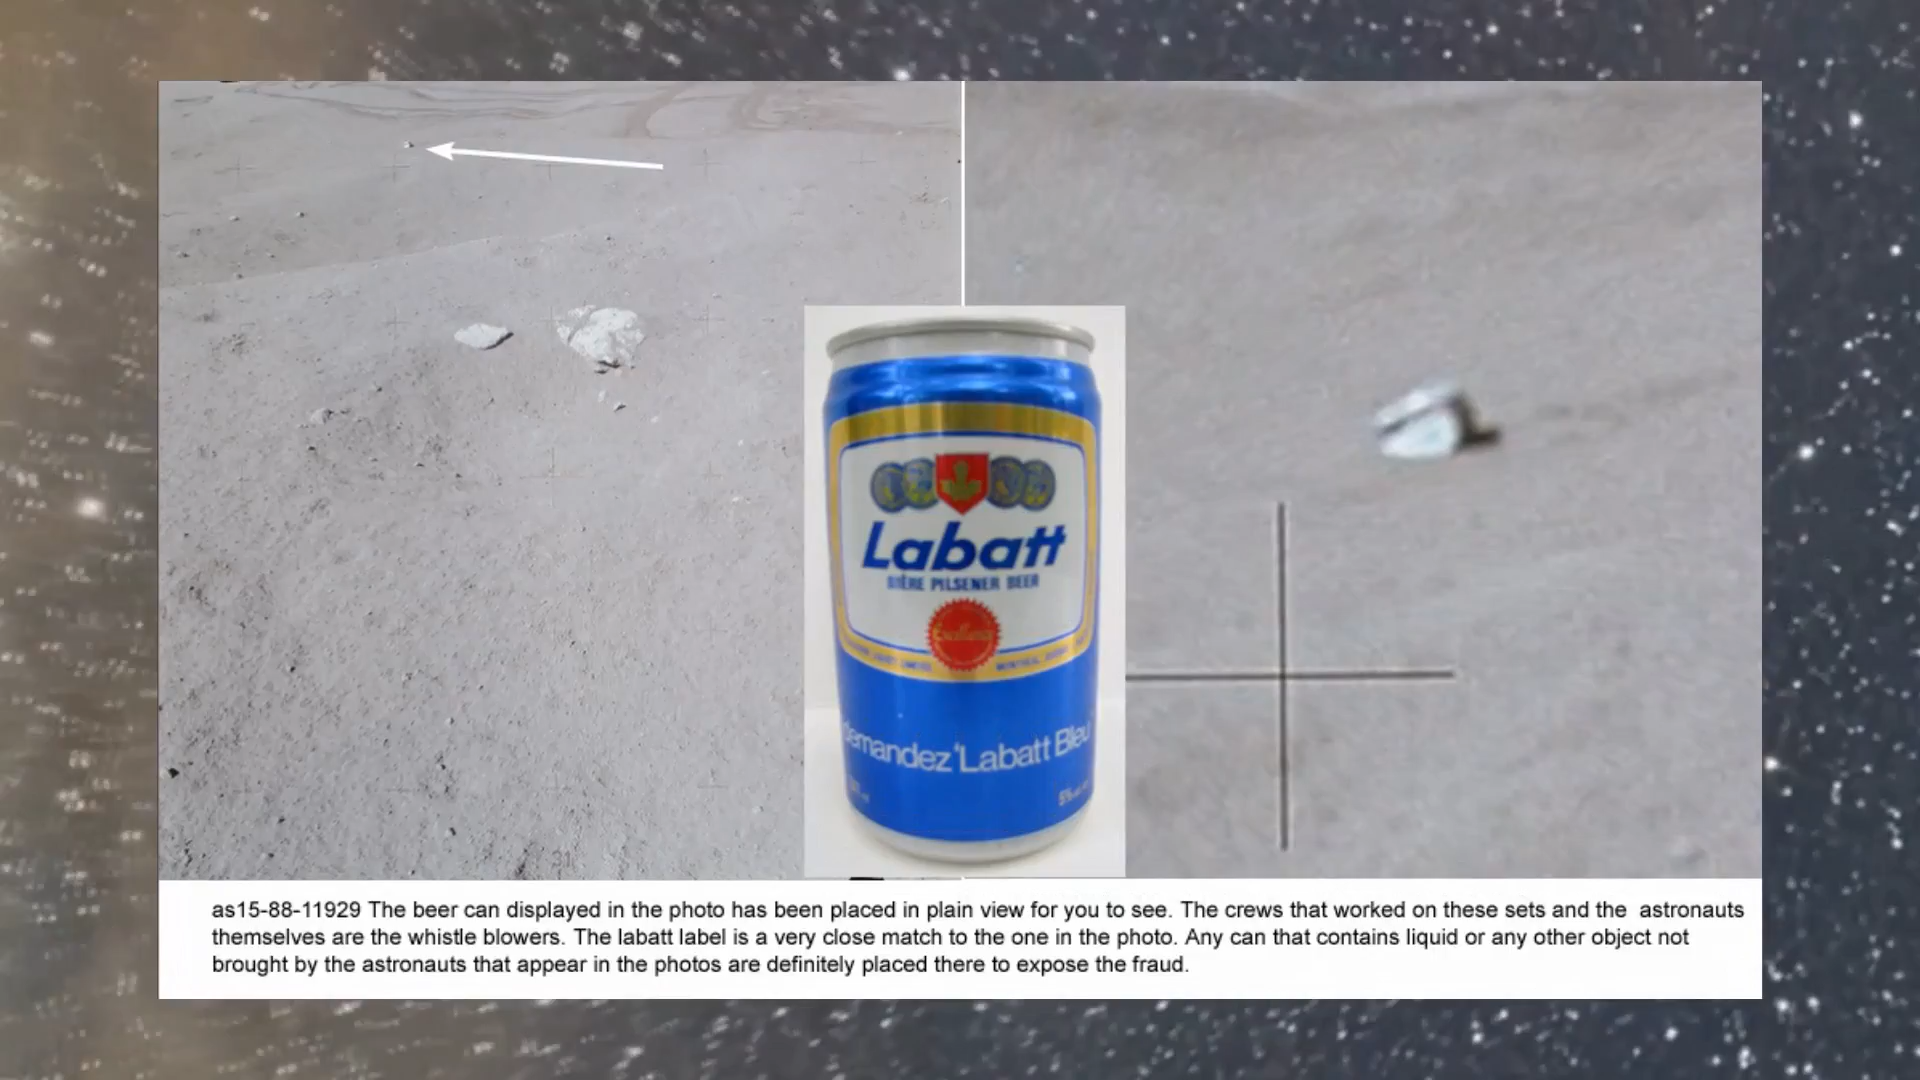 Labatt
BIÈRE PILSENER BEER
demandez 'Labatt Bleu'
31
as15-88-11929 The beer can displayed in the photo has been placed in plain view for you to see. The crews that worked on these sets and the astronauts
themselves are the whistle blowers. The labatt label is a very close match to the one in the photo. Any can that contains liquid or any other object not
brought by the astronauts that appear in the photos are definitely placed there to expose the fraud.